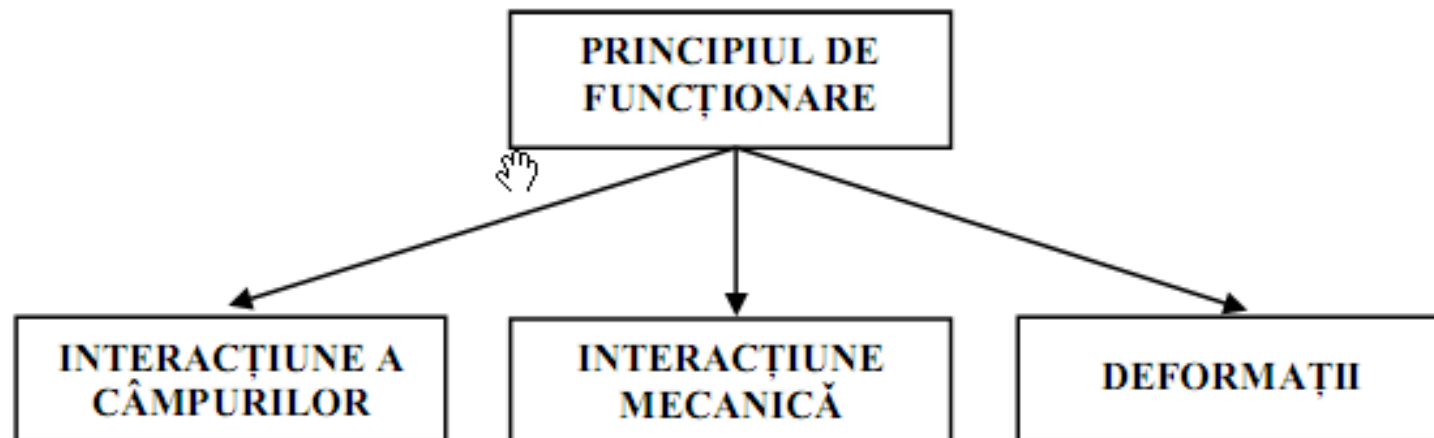 PRINCIPIUL DE
FUNCȚIONARE
INTERACȚIUNE A
CÂMPURILOR
INTERACȚIUNE
MECANICĂ
DEFORMAȚII